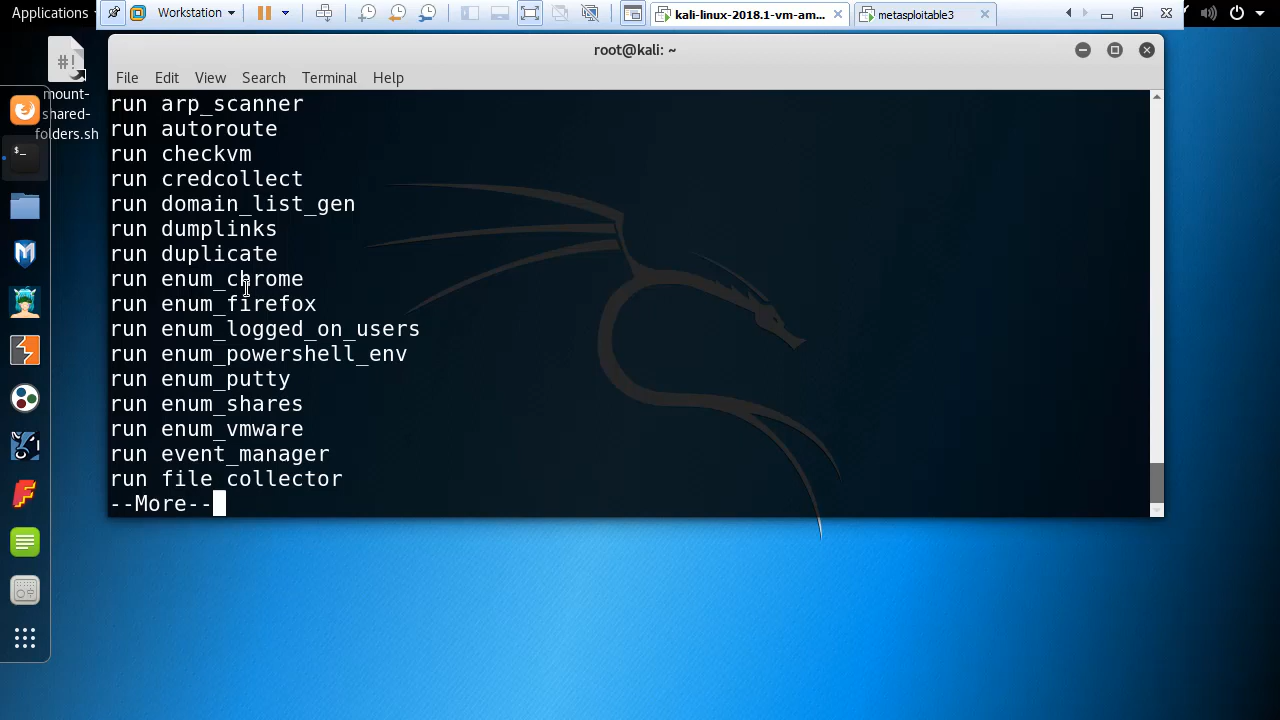 Applications
Workstation
kali-linux-2018.1-vm-am...
metasploitable3
mount-
shared-
folders.sh
root@kali: ~
File Edit View Search Terminal Help
run arp_scanner
run autoroute
run checkvm
run credcollect
run domain_list_gen
run dumplinks
run duplicate
run enum_chrome
run enum_firefox
run enum_logged_on_users
run enum_powershell_env
run enum_putty
run enum_shares
run enum_vmware
run event_manager
run file_collector
--More--